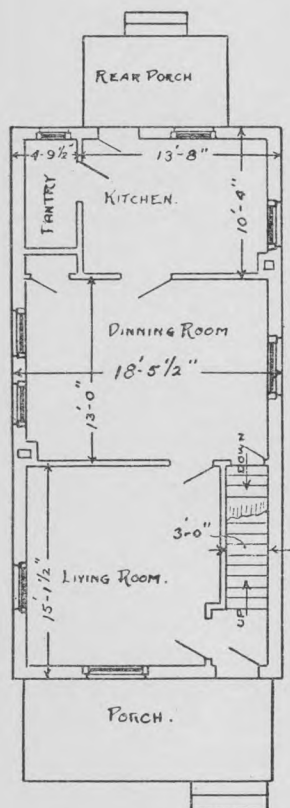 REAR PORCH
4-9½"
13'-8"
KITCHEN.
PANTRY
10'-4"
DINNING ROOM
18'-5½"
13'-0"
DOWN
3'-0"
LIVING ROOM.
15'-1½"
UP
PORCH.